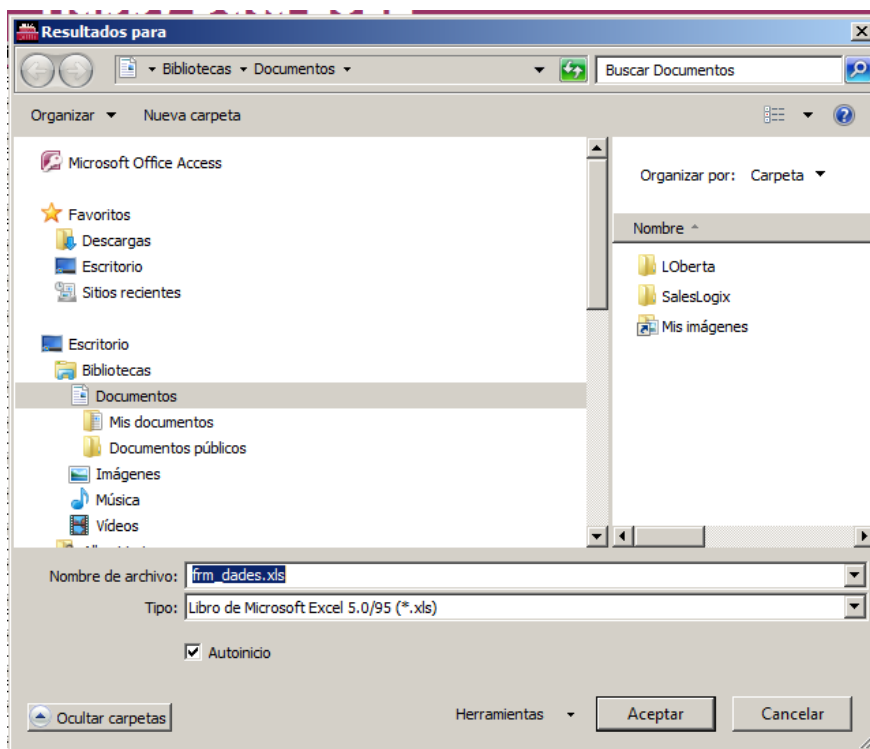 Resultados para
Bibliotecas Documentos
Buscar Documentos
Organizar
Nueva carpeta
Microsoft Office Access
Favoritos
Descargas
Escritorio
Sitios recientes
Escritorio
Bibliotecas
Documentos
Mis documentos
Documentos públicos
Imágenes
Música
Vídeos
Organizar por: Carpeta
Nombre
LOberta
SalesLogix
Mis imágenes
Nombre de archivo: frm_dades.xls
Tipo: Libro de Microsoft Excel 5.0/95 (*.xls)
Autoinicio
Ocultar carpetas
Herramientas
Aceptar
Cancelar